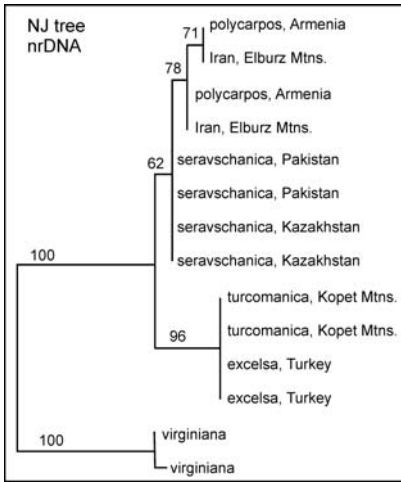 NJ tree
nrDNA
71
polycarpos, Armenia
Iran, Elburz Mtns.
78
polycarpos, Armenia
Iran, Elburz Mtns.
62
seravschanica, Pakistan
seravschanica, Pakistan
seravschanica, Kazakhstan
seravschanica, Kazakhstan
100
turcomanica, Kopet Mtns.
turcomanica, Kopet Mtns.
96
excelsa, Turkey
excelsa, Turkey
100
virginiana
virginiana